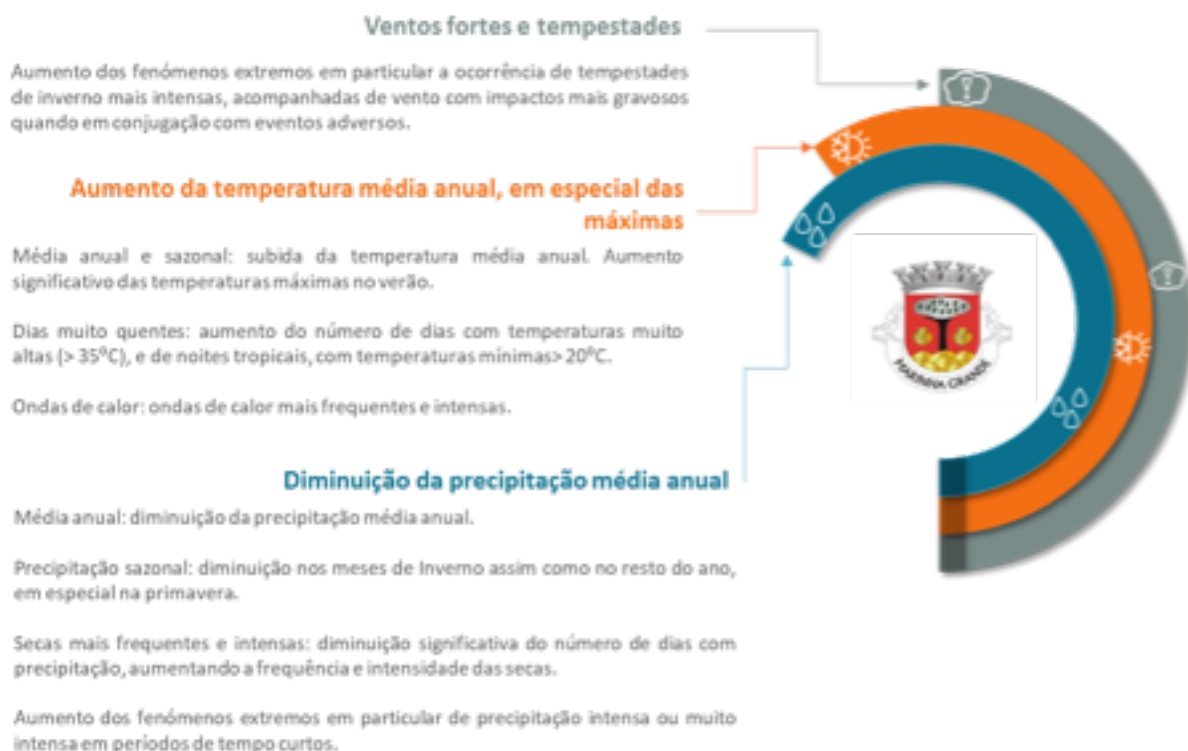 Ventos fortes e tempestades
Aumento dos fenómenos extremos em particular a ocorrência de tempestades
de inverno mais intensas, acompanhadas de vento com impactos mais gravosos
quando em conjugação com eventos adversos.
Aumento da temperatura média anual, em especial das
máximas
Média anual e sazonal: subida da temperatura média anual. Aumento
significativo das temperaturas máximas no verão.
Dias muito quentes: aumento do número de dias com temperaturas muito
altas (> 35ºC), e de noites tropicais, com temperaturas mínimas> 20ºC.
Ondas de calor: ondas de calor mais frequentes e intensas.
Diminuição da precipitação média anual
Média anual: diminuição da precipitação média anual.
Precipitação sazonal: diminuição nos meses de Inverno assim como no resto do ano,
em especial na primavera.
Secas mais frequentes e intensas: diminuição significativa do número de dias com
precipitação, aumentando a frequência e intensidade das secas.
Aumento dos fenómenos extremos em particular de precipitação intensa ou muito
intensa em períodos de tempo curtos.
MARINHA GRANDE